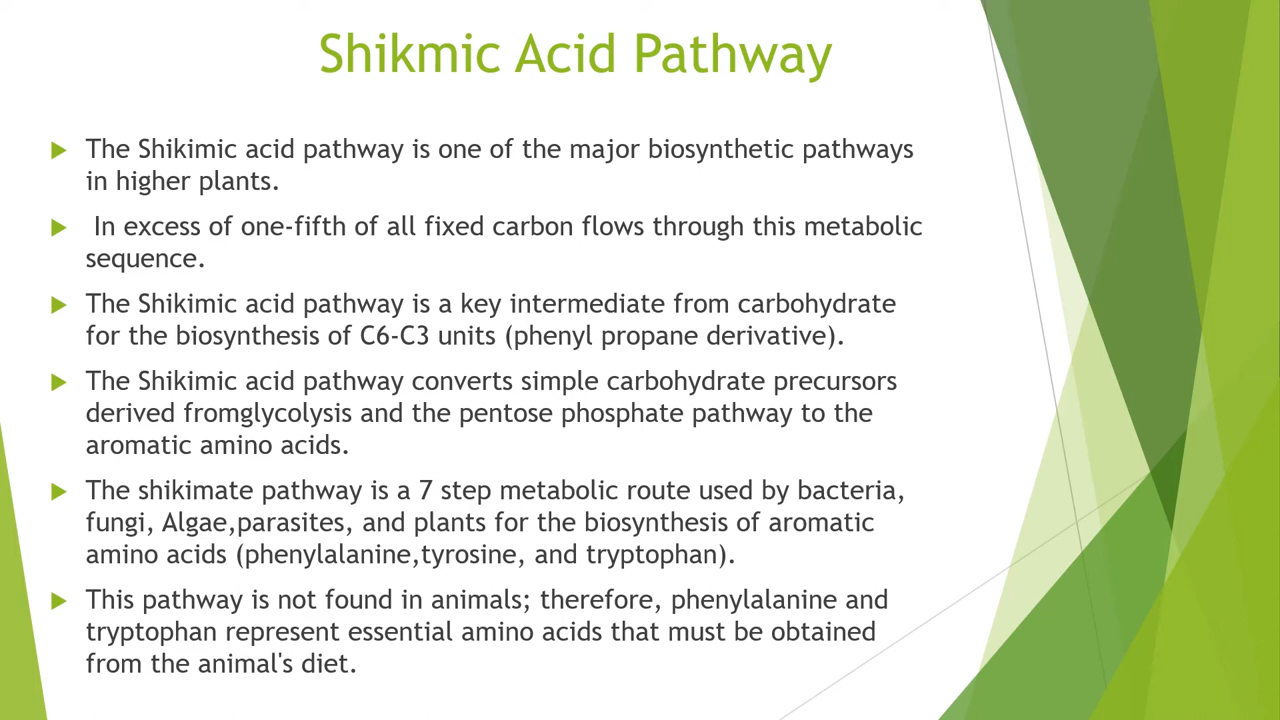 Shikmic Acid Pathway
The Shikimic acid pathway is one of the major biosynthetic pathways
in higher plants.
In excess of one-fifth of all fixed carbon flows through this metabolic
sequence.
The Shikimic acid pathway is a key intermediate from carbohydrate
for the biosynthesis of C6-C3 units (phenyl propane derivative).
The Shikimic acid pathway converts simple carbohydrate precursors
derived fromglycolysis and the pentose phosphate pathway to the
aromatic amino acids.
The shikimate pathway is a 7 step metabolic route used by bacteria,
fungi, Algae,parasites, and plants for the biosynthesis of aromatic
amino acids (phenylalanine,tyrosine, and tryptophan).
This pathway is not found in animals; therefore, phenylalanine and
tryptophan represent essential amino acids that must be obtained
from the animal's diet.